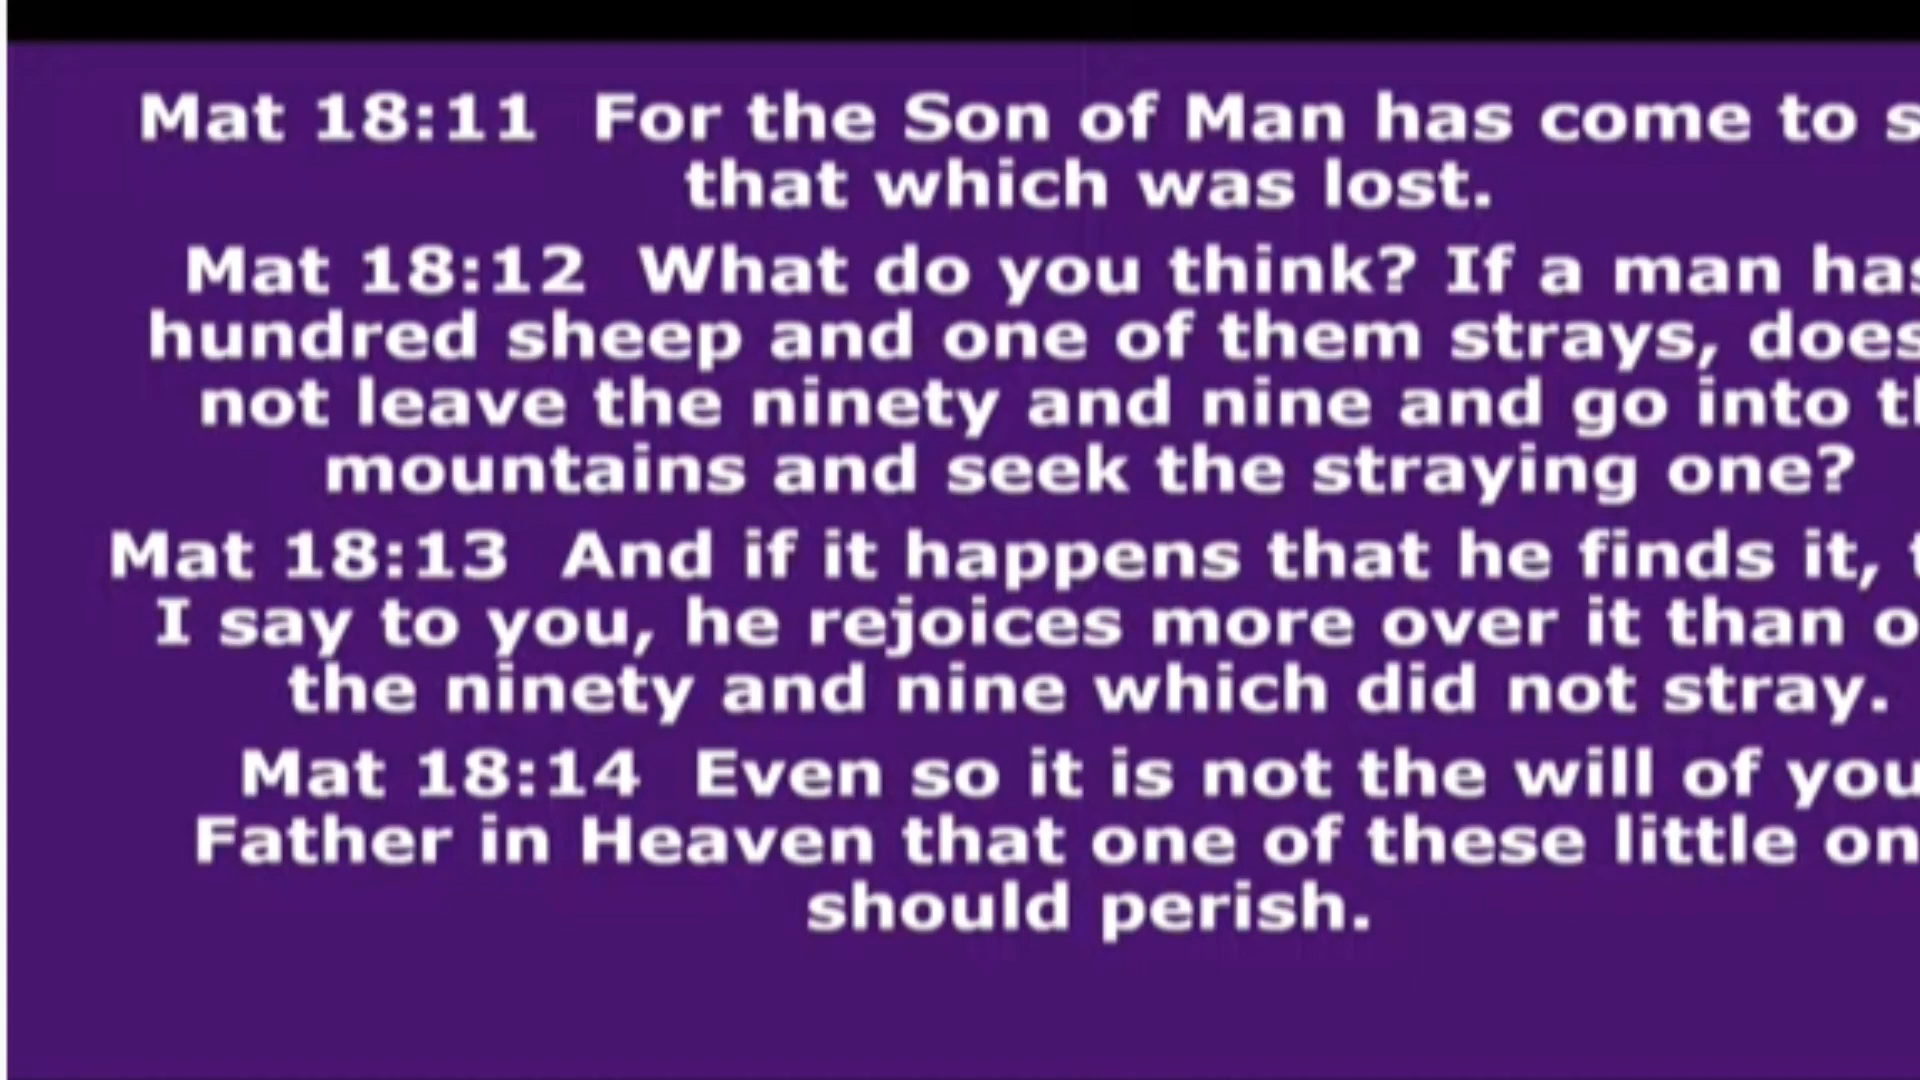 Mat 18:11 For the Son of Man has come to s
that which was lost.
Mat 18:12 What do you think? If a man has
hundred sheep and one of them strays, does
not leave the ninety and nine and go into th
mountains and seek the straying one?
Mat 18:13 And if it happens that he finds it, t
I say to you, he rejoices more over it than o
the ninety and nine which did not stray.
Mat 18:14 Even so it is not the will of you
Father in Heaven that one of these little on
should perish.